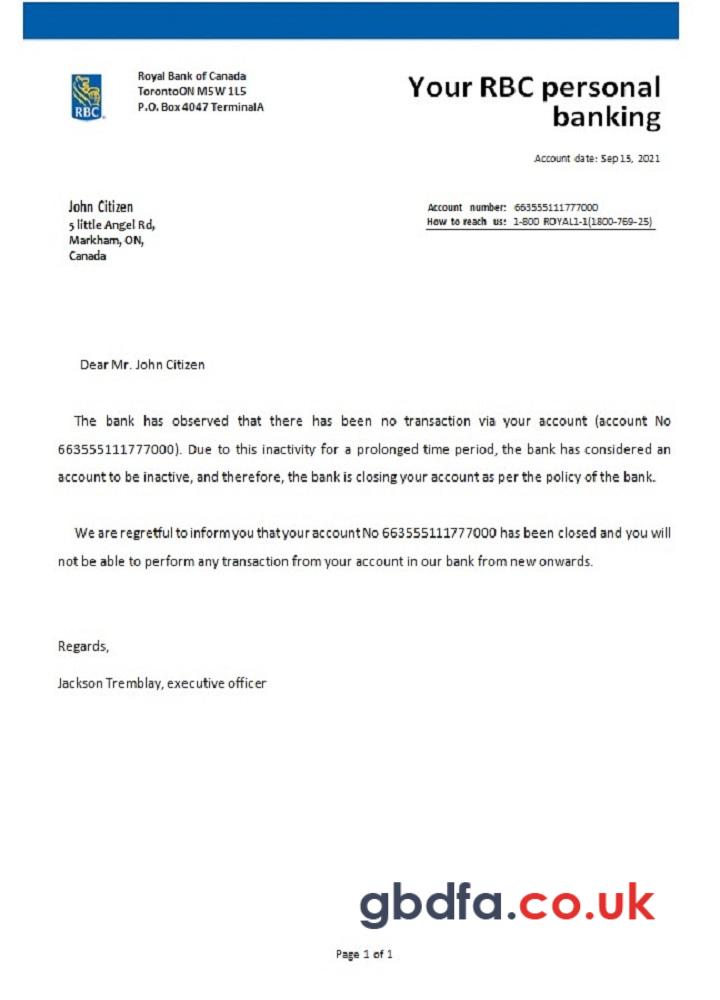 RBC
Royal Bank of Canada
TorontoON M5W 1L5
P.O. Box 4047 TerminalA
Your RBC personal
banking
Account date: Sep 15, 2021
John Citizen
5 little Angel Rd,
Markham, ON,
Canada
Account number: 663555111777000
How to reach us: 1-800 ROYAL1-1(1800-769-25)
Dear Mr. John Citizen
The bank has observed that there has been no transaction via your account (account No
663555111777000). Due to this inactivity for a prolonged time period, the bank has considered an
account to be inactive, and therefore, the bank is closing your account as per the policy of the bank.
We are regretful to inform you that your account No 663555111777000 has been closed and you will
not be able to perform any transaction from your account in our bank from new onwards.
Regards,
Jackson Tremblay, executive officer
gbdfa.co.uk
Page 1 of 1